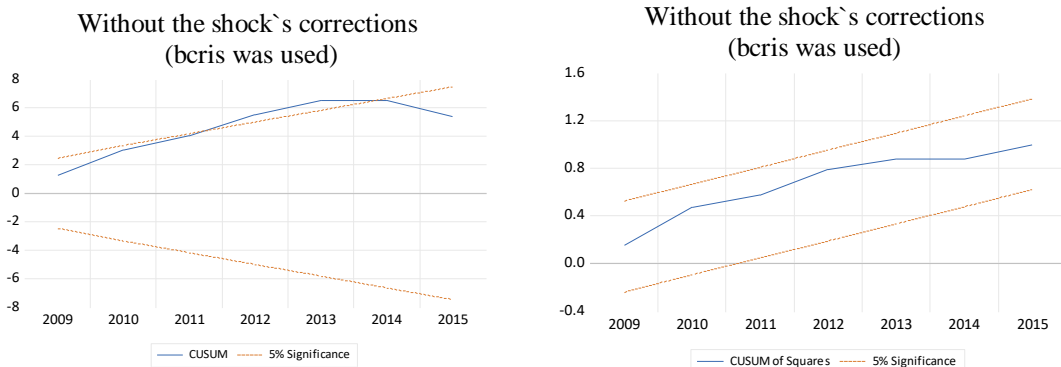 Without the shock`s corrections
(bcris was used)
8
6
4
2
0
-2
-4
-6
-8
2009 2010 2011 2012 2013 2014 2015
CUSUM 5% Significance
Without the shock`s corrections
(bcris was used)
1.6
1.2
0.8
0.4
0.0
-0.4
2009 2010 2011 2012 2013 2014 2015
CUSUM of Squares 5% Significance